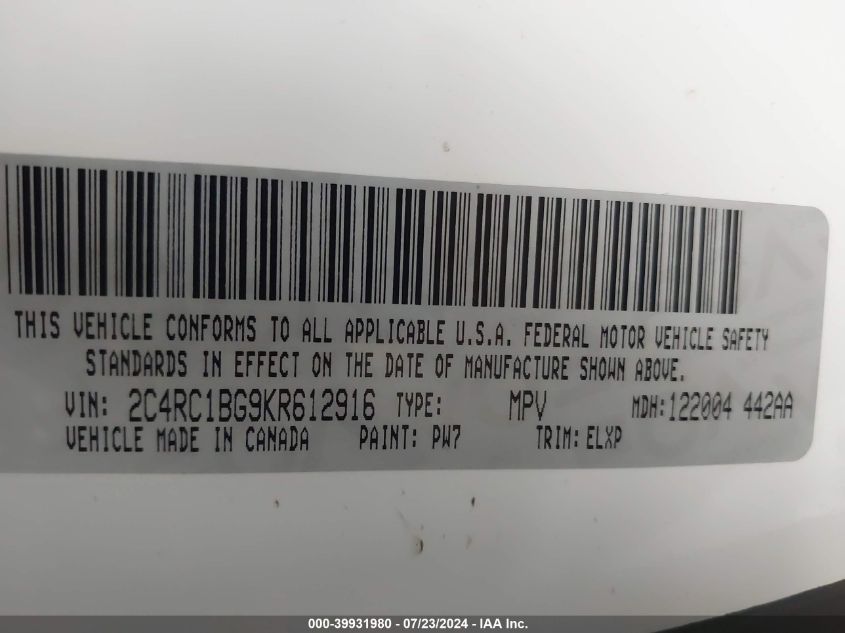 THIS VEHICLE CONFORMS TO ALL APPLICABLE U.S.A. FEDERAL MOTOR VEHICLE SAFETY
STANDARDS IN EFFECT ON THE DATE OF MANUFACTURE SHOWN ABOVE.
VIN: 2C4RC1BG9KR612916 TYPE: MPV MDH:122004 442AA
VEHICLE MADE IN CANADA PAINT: PW7 TRIM: ELXP
000-39931980 - 07/23/2024 - IAA Inc.